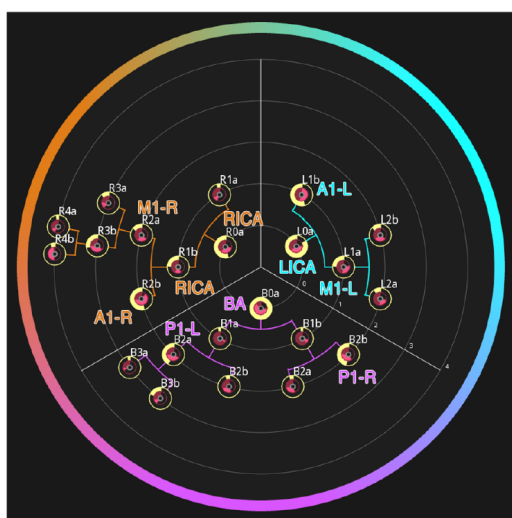 R1a
L1b
A1-L
R3a
M1-R
RICA
R4a
R2a
L2b
R4b
R3b
R0a
L0a
R1b
LICA
L1a
RICA
M1-L
0
R2b
BA
B0a
L2a
1
A1-R
P1-L
2
B1a
B1b
3
B3a
B2a
B2b
4
P1-R
B3b
B2b
B2a